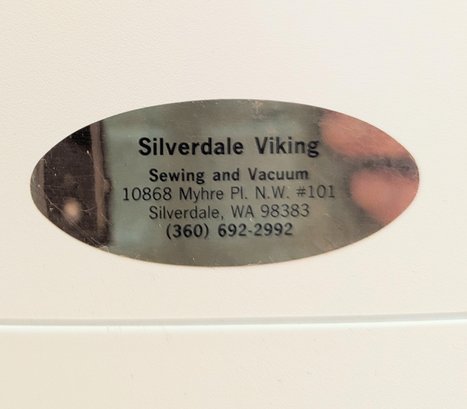 Silverdale Viking
Sewing and Vacuum
10868 Myhre Pl. N.W. #101
Silverdale, WA 98383
(360) 692-2992